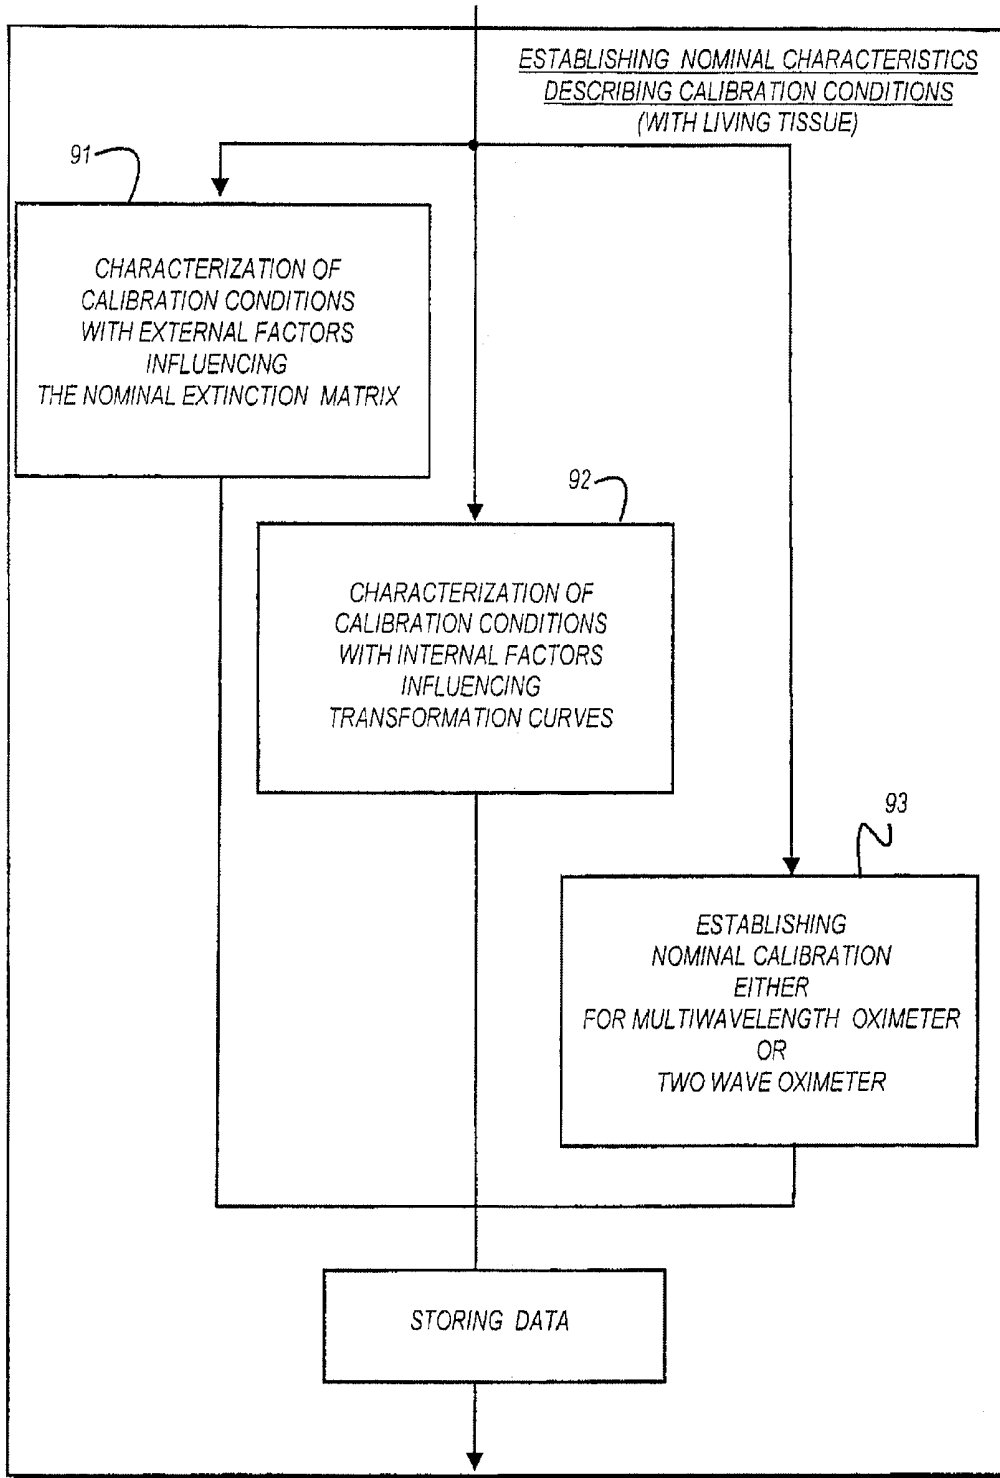 ESTABLISHING NOMINAL CHARACTERISTICS
DESCRIBING CALIBRATION CONDITIONS
(WITH LIVING TISSUE)
91
CHARACTERIZATION OF
CALIBRATION CONDITIONS
WITH EXTERNAL FACTORS
INFLUENCING
THE NOMINAL EXTINCTION MATRIX
92
CHARACTERIZATION OF
CALIBRATION CONDITIONS
WITH INTERNAL FACTORS
INFLUENCING
TRANSFORMATION CURVES
93
ESTABLISHING
NOMINAL CALIBRATION
EITHER
FOR MULTIWAVELENGTH OXIMETER
OR
TWO WAVE OXIMETER
STORING DATA